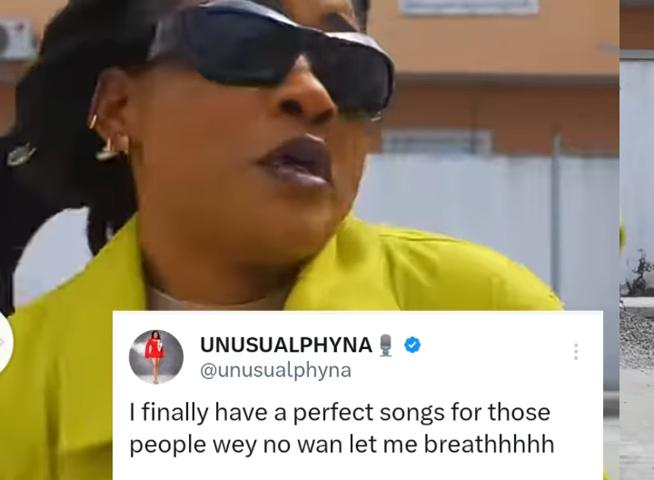 UNUSUALPHYNA🎙️
@unusualphyna
I finally have a perfect songs for those
people wey no wan let me breathhhhh